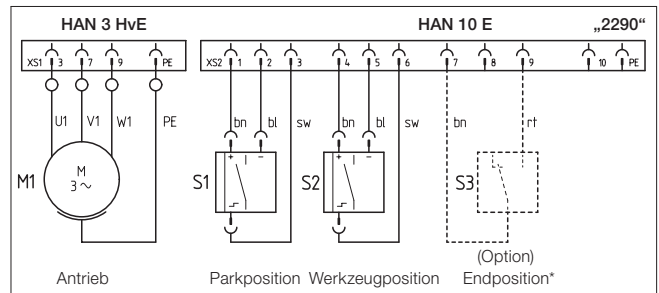 HAN 3 HvE HAN 10 E „2290“
XS1 3 7 9 PE XS2 1 2 3 4 5 6 7 8 9 10 PE
U1 V1 W1 PE bn bl sw bn bl sw bn rt
M1 M 3~ S1 + − S2 + − S3
(Option)
Antrieb Parkposition Werkzeugposition Endposition*